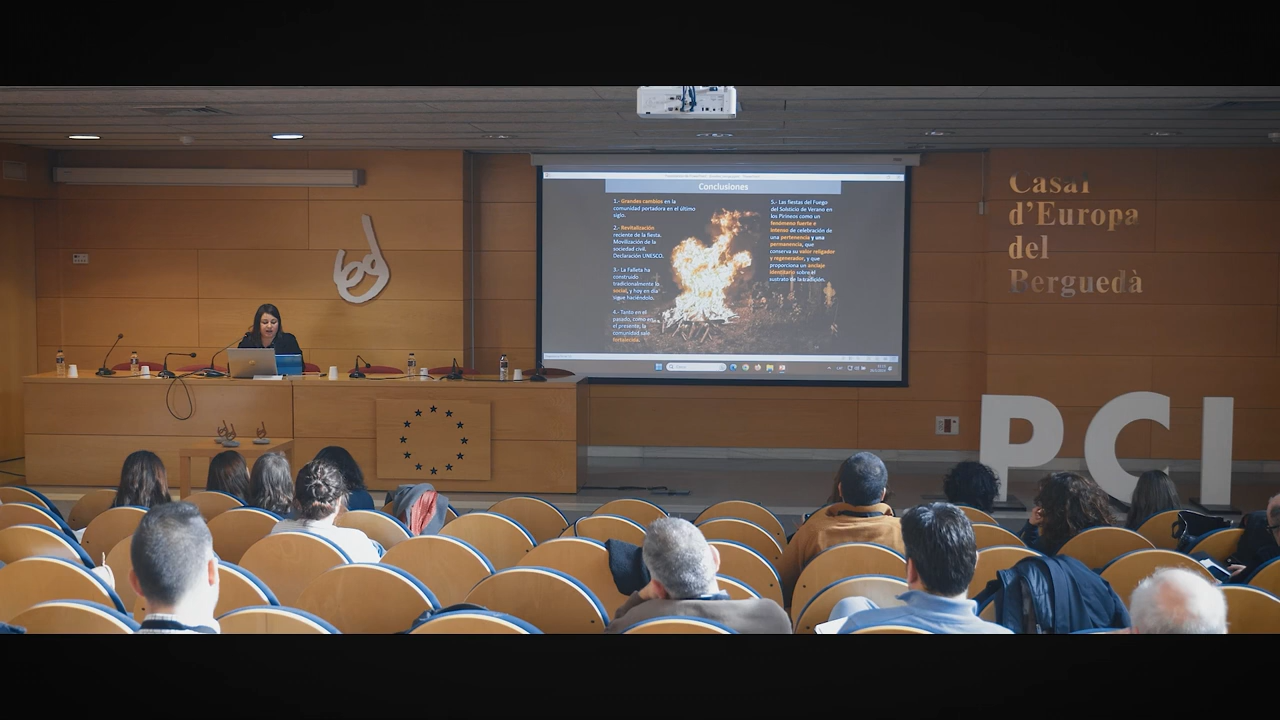 Conclusiones
1.- Grandes cambios en la
comunidad portadora en el último
siglo.
2.- Revitalización
reciente de la fiesta.
Movilización de la
sociedad civil.
Declaración UNESCO.
3.- La Falleta ha
construido
tradicionalmente lo
social, y hoy en día
sigue haciéndolo.
4.- Tanto en el
pasado, como en
el presente, la
comunidad sale
fortalecida.
5.- Las fiestas del Fuego
del Solsticio de Verano en
los Pirineos como un
fenómeno fuerte e
intenso de celebración de
una pertenencia y una
permanencia, que
conserva su valor religador
y regenerador, y que
proporciona un anclaje
identitario sobre el
sustrato de la tradición.
Casal
d'Europa
del
Berguedà
PCI